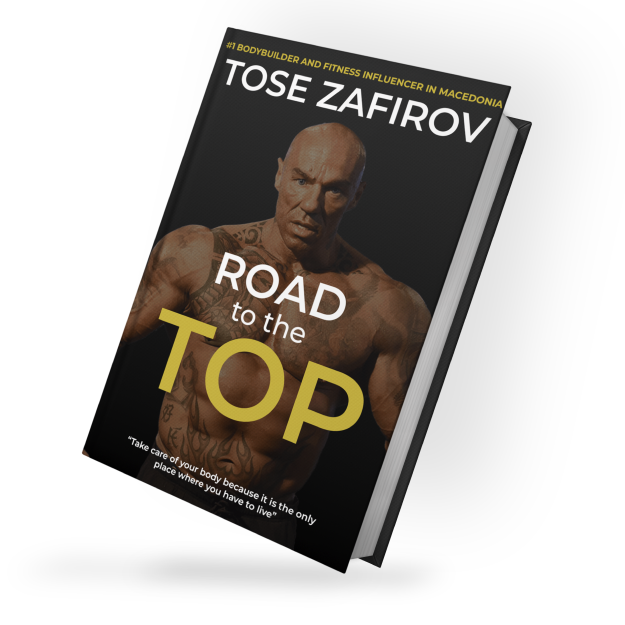 #1 BODYBUILDER AND FITNESS INFLUENCER IN MACEDONIA
TOSE ZAFIROV
ROAD
to the
TOP
“Take care of your body because it is the only
place where you have to live”